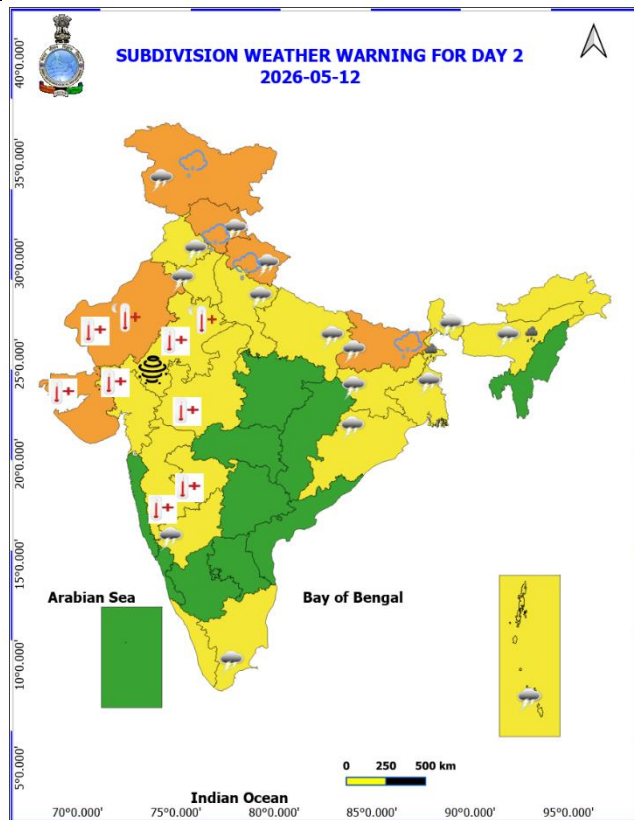 SUBDIVISION WEATHER WARNING FOR DAY 2
2026-05-12
40°0.000'
35°0.000'
30°0.000'
25°0.000'
20°0.000'
15°0.000'
10°0.000'
5°0.000'
Arabian Sea
Bay of Bengal
0 250 500 km
Indian Ocean
70°0.000' 75°0.000' 80°0.000' 85°0.000' 90°0.000' 95°0.000'